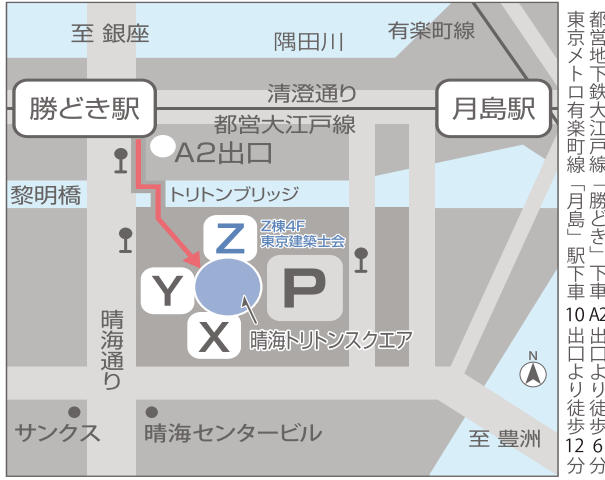 至 銀座
隅田川
有楽町線
勝どき駅
清澄通り
月島駅
都営大江戸線
A2出口
黎明橋
トリトンブリッジ
Z
Z棟4F
東京建築士会
Y
P
X
晴海トリトンスクエア
晴海通り
N
サンクス
晴海センタービル
至 豊洲
都営地下鉄大江戸線「勝どき」下車A2出口より徒歩6分
東京メトロ有楽町線「月島」駅下車10出口より徒歩12分